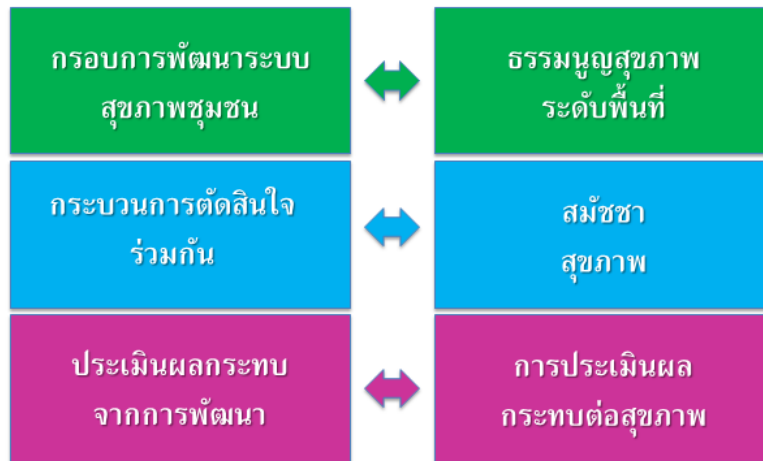 กรอบการพัฒนาระบบ
สุขภาพชุมชน
ธรรมนูญสุขภาพ
ระดับพื้นที่
กระบวนการตัดสินใจ
ร่วมกัน
สมัชชา
สุขภาพ
ประเมินผลกระทบ
จากการพัฒนา
การประเมินผล
กระทบต่อสุขภาพ